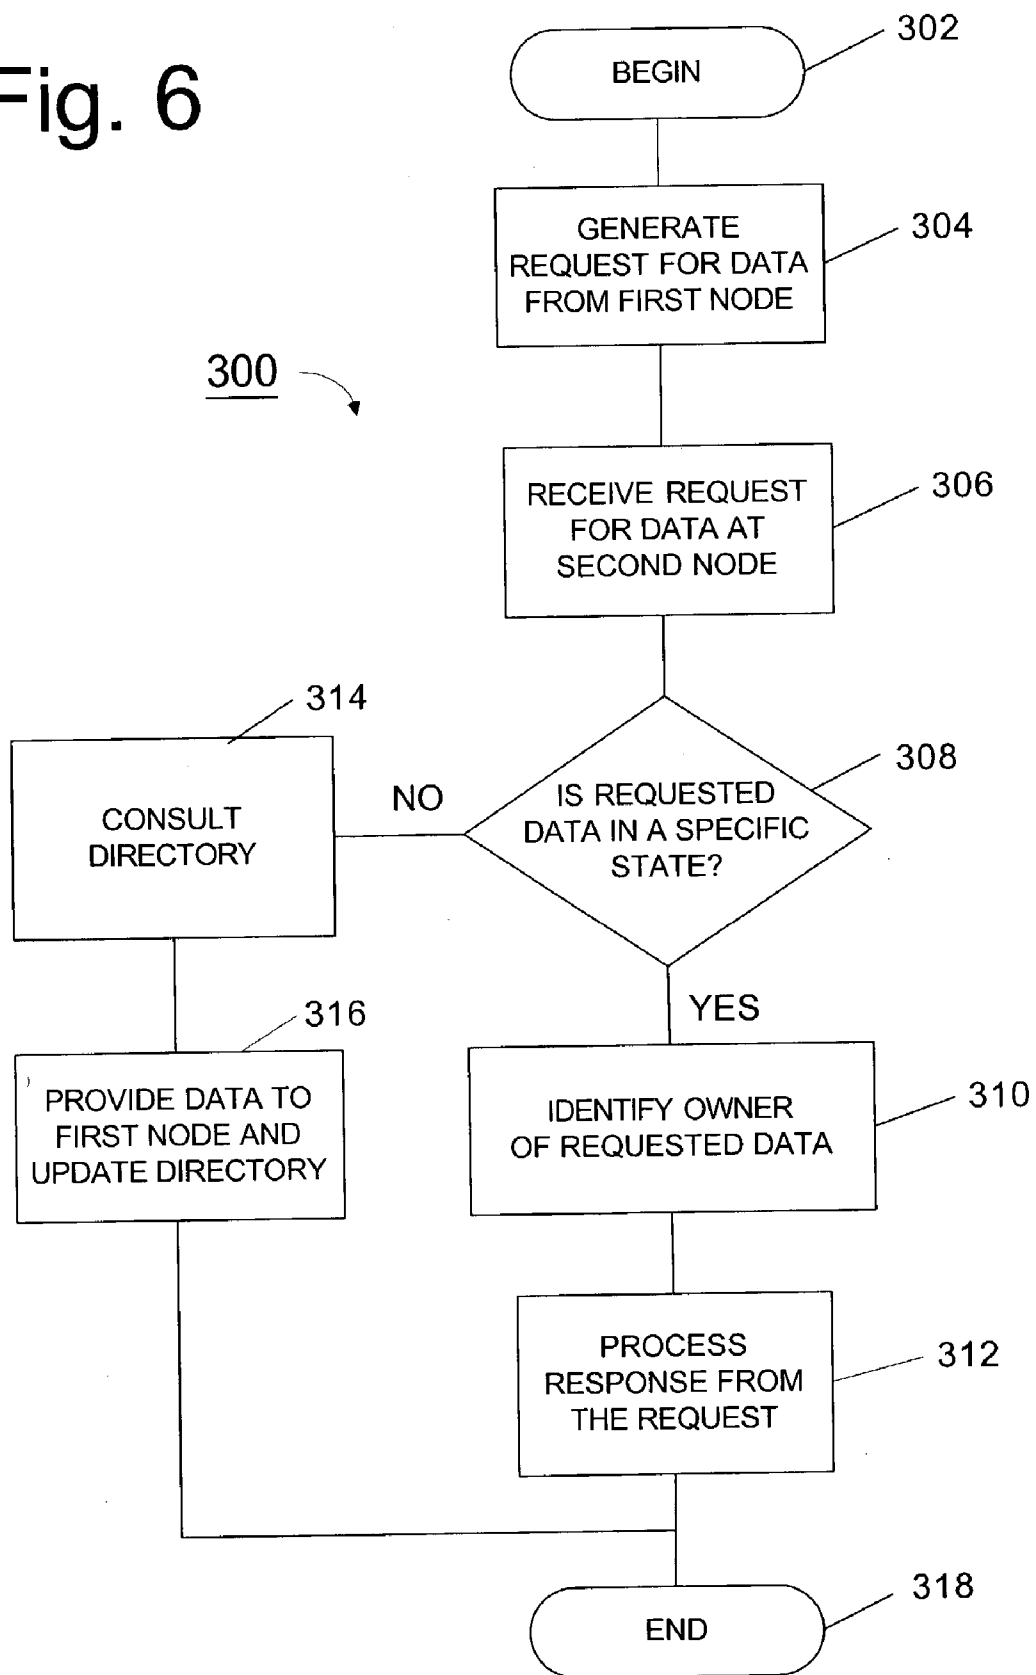 Fig. 6
302
BEGIN
304
GENERATE
REQUEST FOR DATA
FROM FIRST NODE
300
306
RECEIVE REQUEST
FOR DATA AT
SECOND NODE
314
308
CONSULT
DIRECTORY
NO
IS REQUESTED
DATA IN A SPECIFIC
STATE?
YES
316
PROVIDE DATA TO
FIRST NODE AND
UPDATE DIRECTORY
310
IDENTIFY OWNER
OF REQUESTED DATA
312
PROCESS
RESPONSE FROM
THE REQUEST
318
END